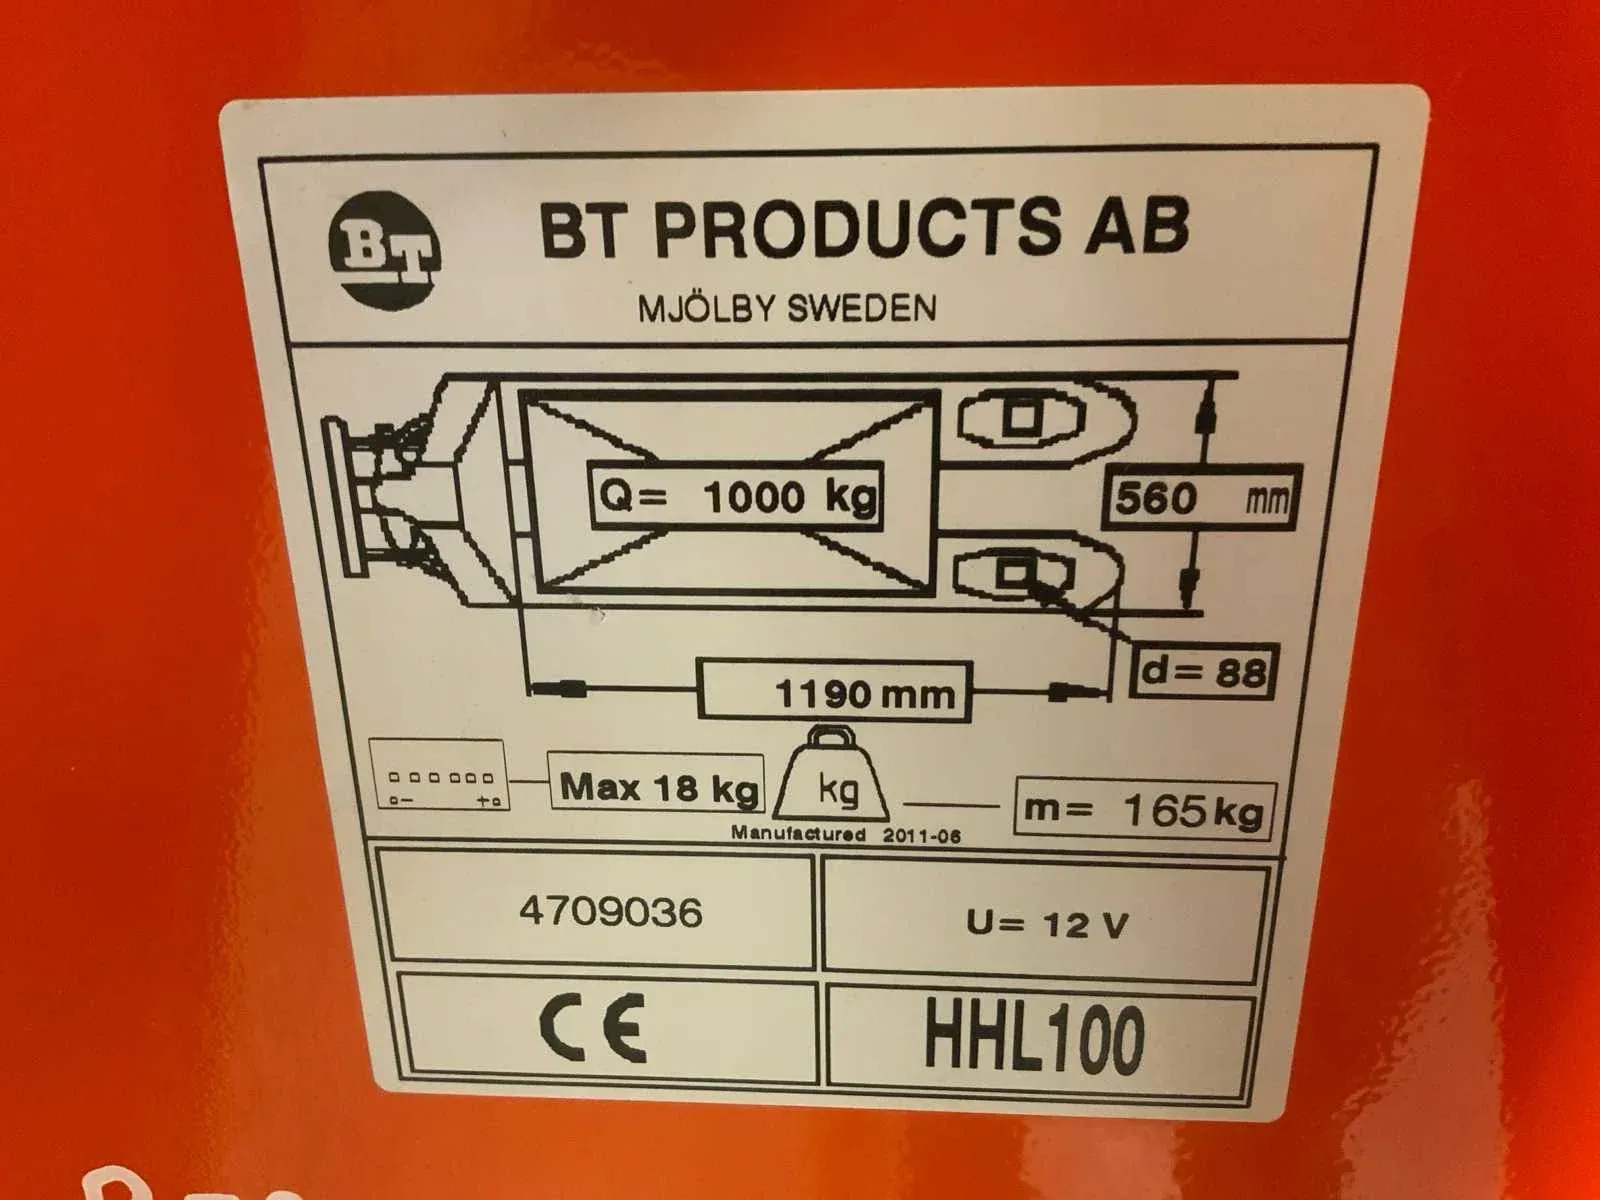 BT
BT PRODUCTS AB
MJÖLBY SWEDEN
Q= 1000 kg
560 mm
d= 88
1190 mm
Max 18 kg
kg
m= 165 kg
Manufactured 2011-06
4709036
U= 12 V
CE
HHL100